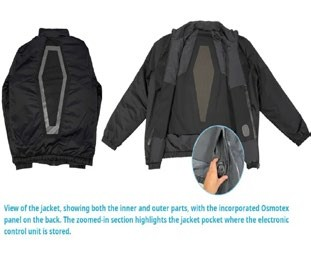 View of the jacket, showing both the inner and outer parts, with the incorporated Osmotex
panel on the back. The zoomed-in section highlights the jacket pocket where the electronic
control unit is stored.